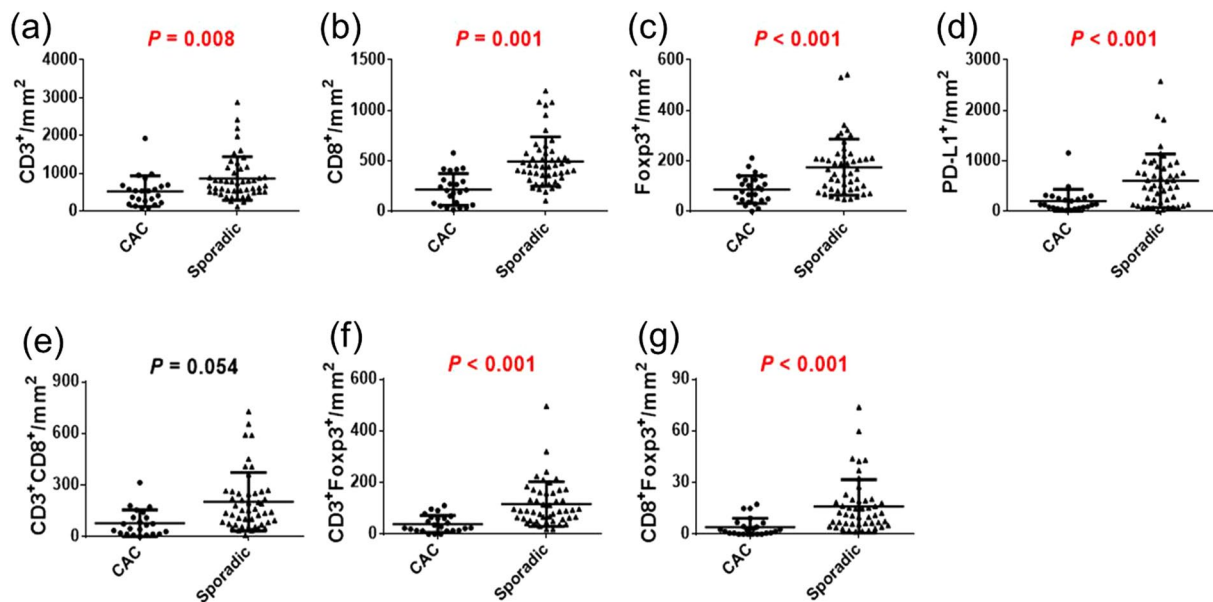 (a)
P = 0.008
CD3⁺/mm²
4000
3000
2000
1000
0
CAC
Sporadic
(b)
P = 0.001
CD8⁺/mm²
1500
1000
500
0
CAC
Sporadic
(c)
P < 0.001
Foxp3⁺/mm²
600
400
200
0
CAC
Sporadic
(d)
P < 0.001
PD-L1⁺/mm²
3000
2000
1000
0
CAC
Sporadic
(e)
P = 0.054
CD3⁺CD8⁺/mm²
900
600
300
0
CAC
Sporadic
(f)
P < 0.001
CD3⁺Foxp3⁺/mm²
600
400
200
0
CAC
Sporadic
(g)
P < 0.001
CD8⁺Foxp3⁺/mm²
90
60
30
0
CAC
Sporadic